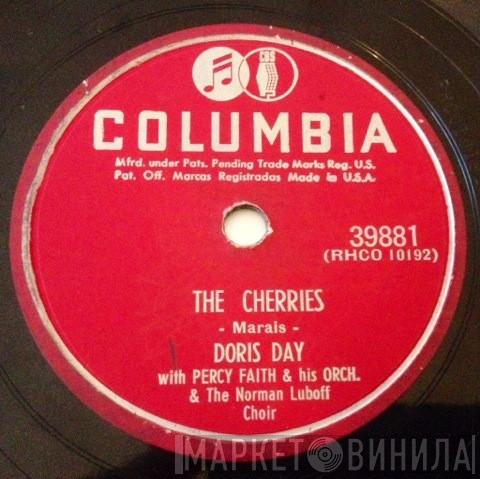 CBS
COLUMBIA
Mfrd. under Pats. Pending Trade Marks Reg. U.S.
Pat. Off. Marcas Registradas Made in U.S.A.
39881
(RHCO 10192)
THE CHERRIES
- Marais -
DORIS DAY
with PERCY FAITH & his ORCH.
& The Norman Luboff
Choir
МАРКЕТ ВИНИЛА